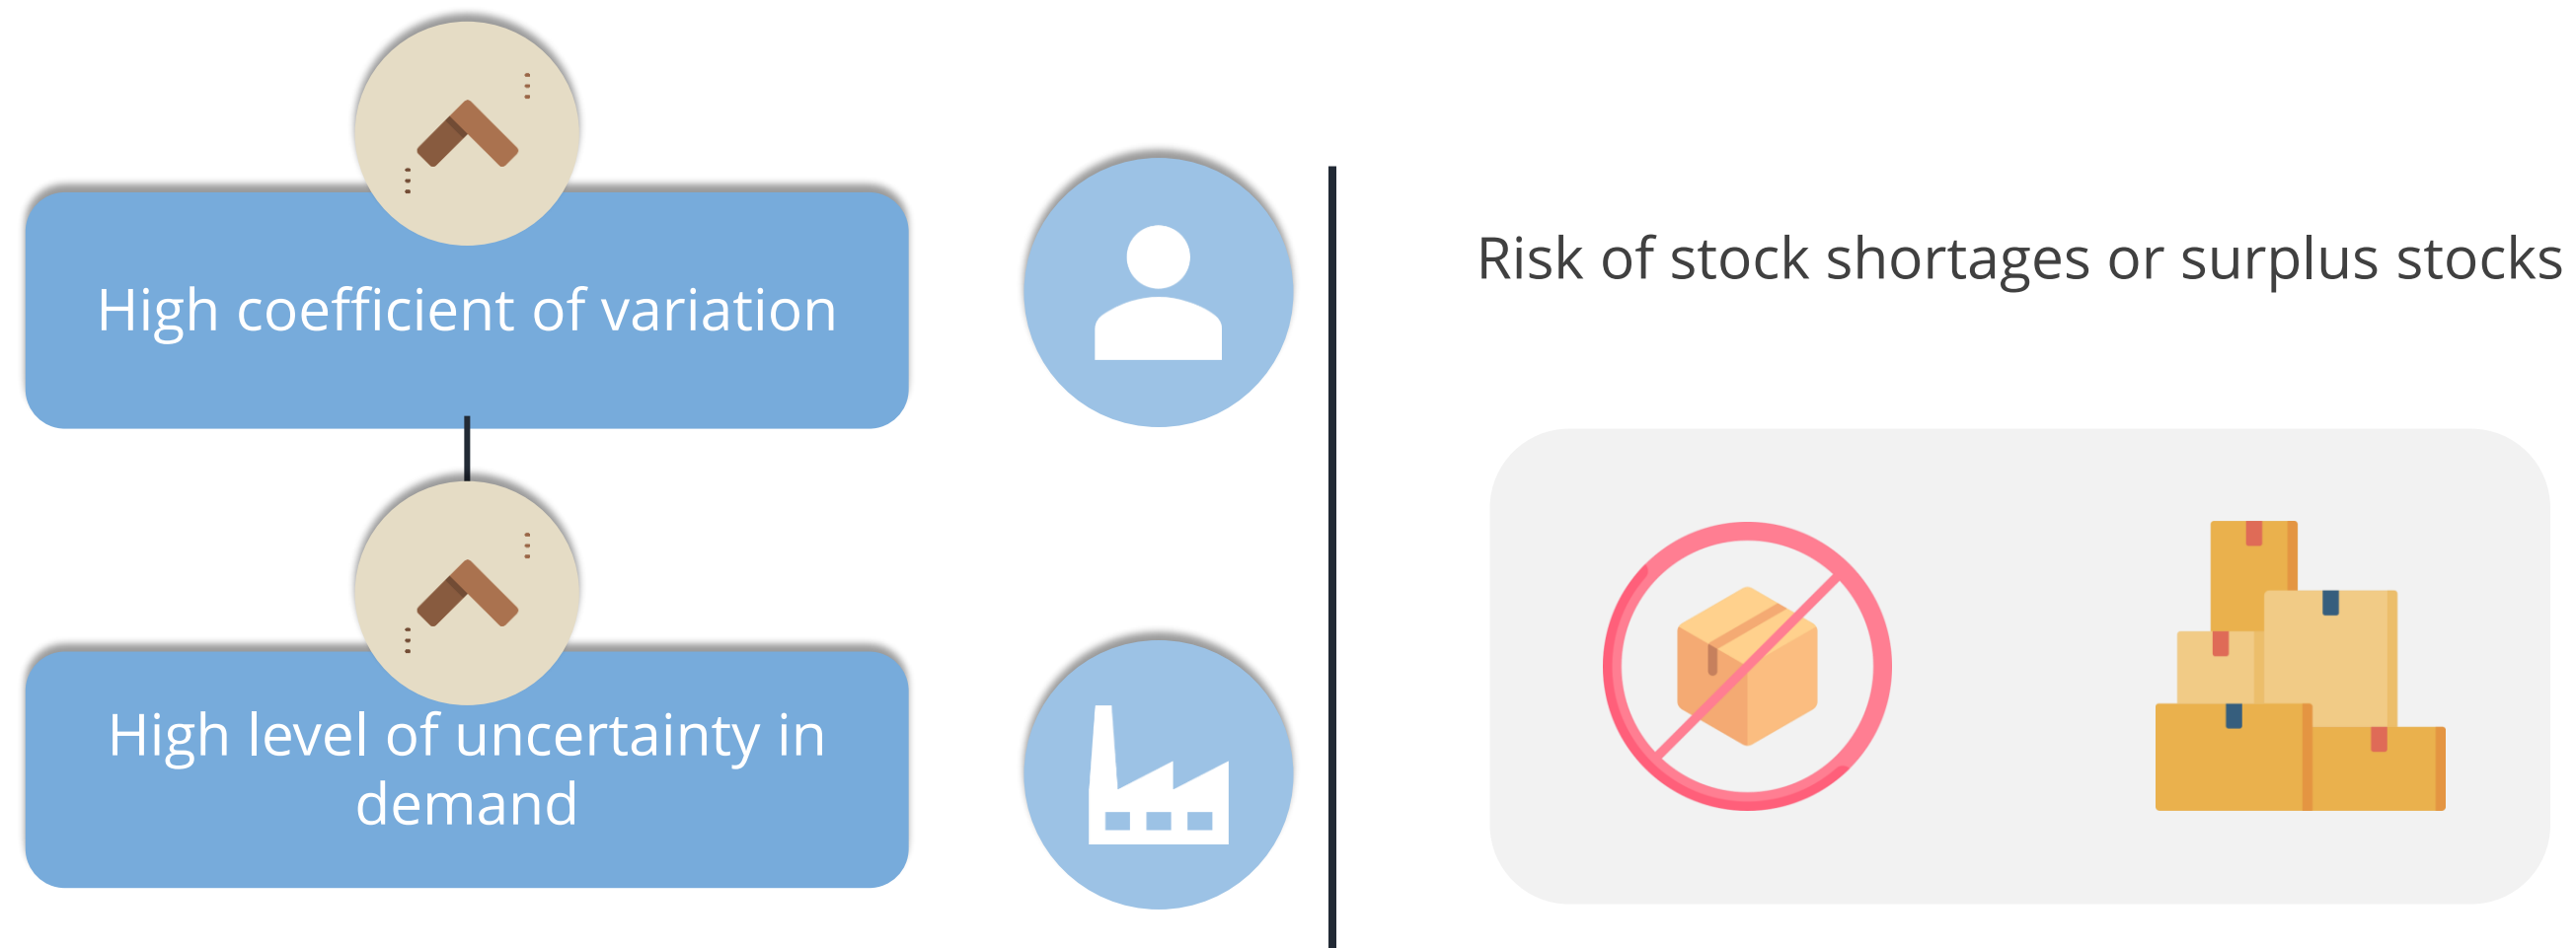 High coefficient of variation
High level of uncertainty in
demand
Risk of stock shortages or surplus stocks